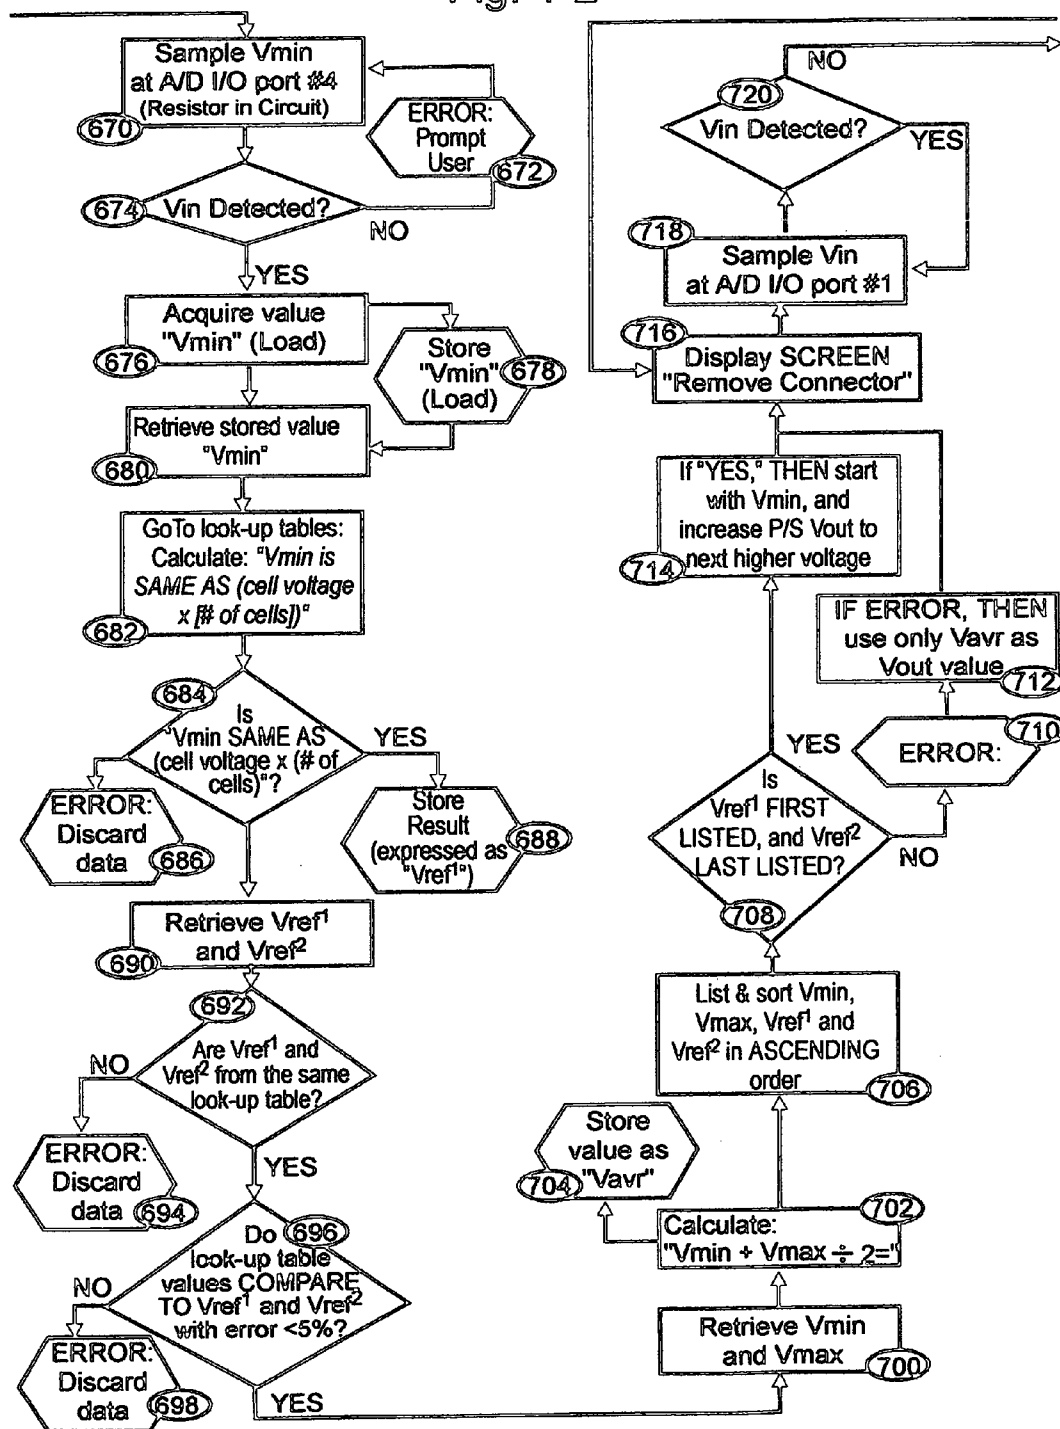 Sample Vmin
at A/D I/O port #4
(Resistor in Circuit)
670
ERROR:
Prompt
User
672
674
Vin Detected?
NO
YES
Acquire value
"Vmin" (Load)
676
Store
"Vmin"
(Load)
678
Retrieve stored value
"Vmin"
680
GoTo look-up tables:
Calculate: "Vmin is
SAME AS (cell voltage
x [# of cells])"
682
684
Is
"Vmin SAME AS
(cell voltage x (# of
cells)"?
YES
ERROR:
Discard
data
686
Store
Result
(expressed as
"Vref¹")
688
Retrieve Vref¹
and Vref²
690
692
Are Vref¹ and
Vref² from the same
look-up table?
NO
YES
ERROR:
Discard
data
694
Do
696
look-up table
values COMPARE
TO Vref¹ and Vref²
with error <5%?
NO
YES
ERROR:
Discard
data
698
NO
720
Vin Detected?
YES
718
Sample Vin
at A/D I/O port #1
716
Display SCREEN
"Remove Connector"
If "YES," THEN start
with Vmin, and
increase P/S Vout to
next higher voltage
714
IF ERROR, THEN
use only Vavr as
Vout value
712
710
ERROR:
YES
Is
Vref¹ FIRST
LISTED, and Vref²
LAST LISTED?
NO
708
List & sort Vmin,
Vmax, Vref¹ and
Vref² in ASCENDING
order
706
Store
value as
"Vavr"
704
702
Calculate:
"Vmin + Vmax ÷ 2="
Retrieve Vmin
and Vmax
700